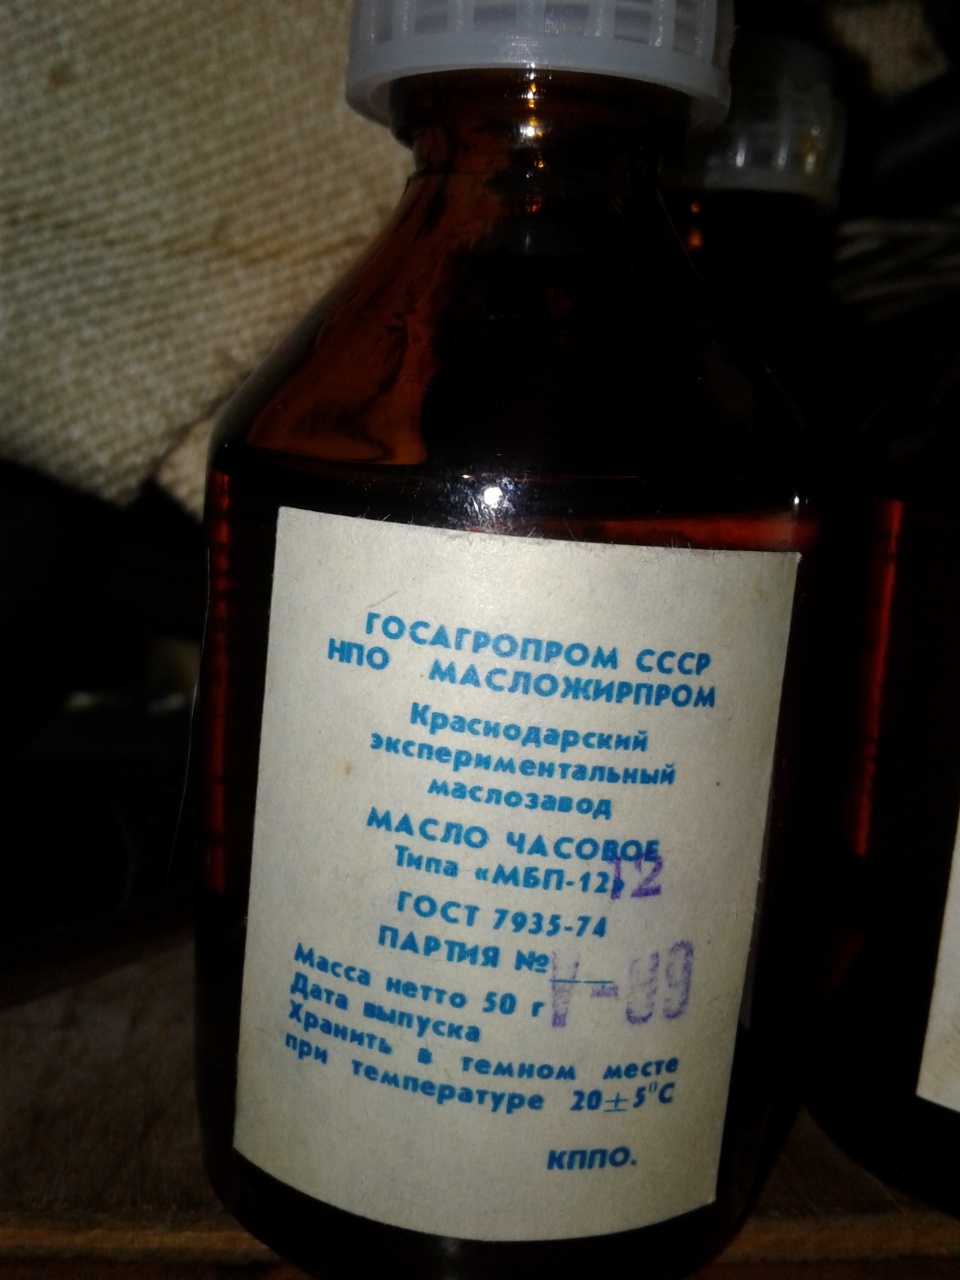 ГОСАГРОПРОМ СССР
НПО МАСЛОЖИРПРОМ
Краснодарский
экспериментальный
маслозавод
МАСЛО ЧАСОВОЕ
Типа «МБП-12»
12
ГОСТ 7935-74
ПАРТИЯ №
V-89
Масса нетто 50 г
Дата выпуска
Хранить в темном месте
при температуре 20±5°С
КППО.